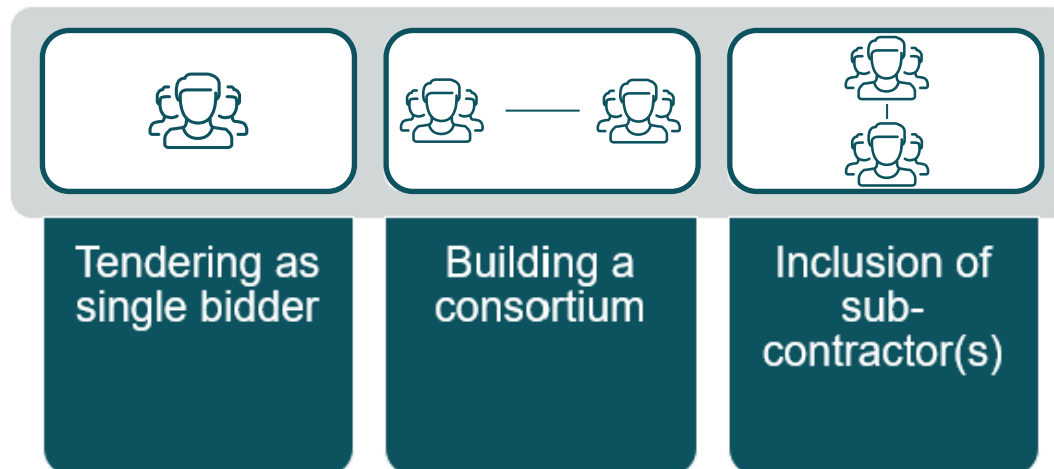 Tendering as
single bidder
Building a
consortium
Inclusion of
sub-
contractor(s)